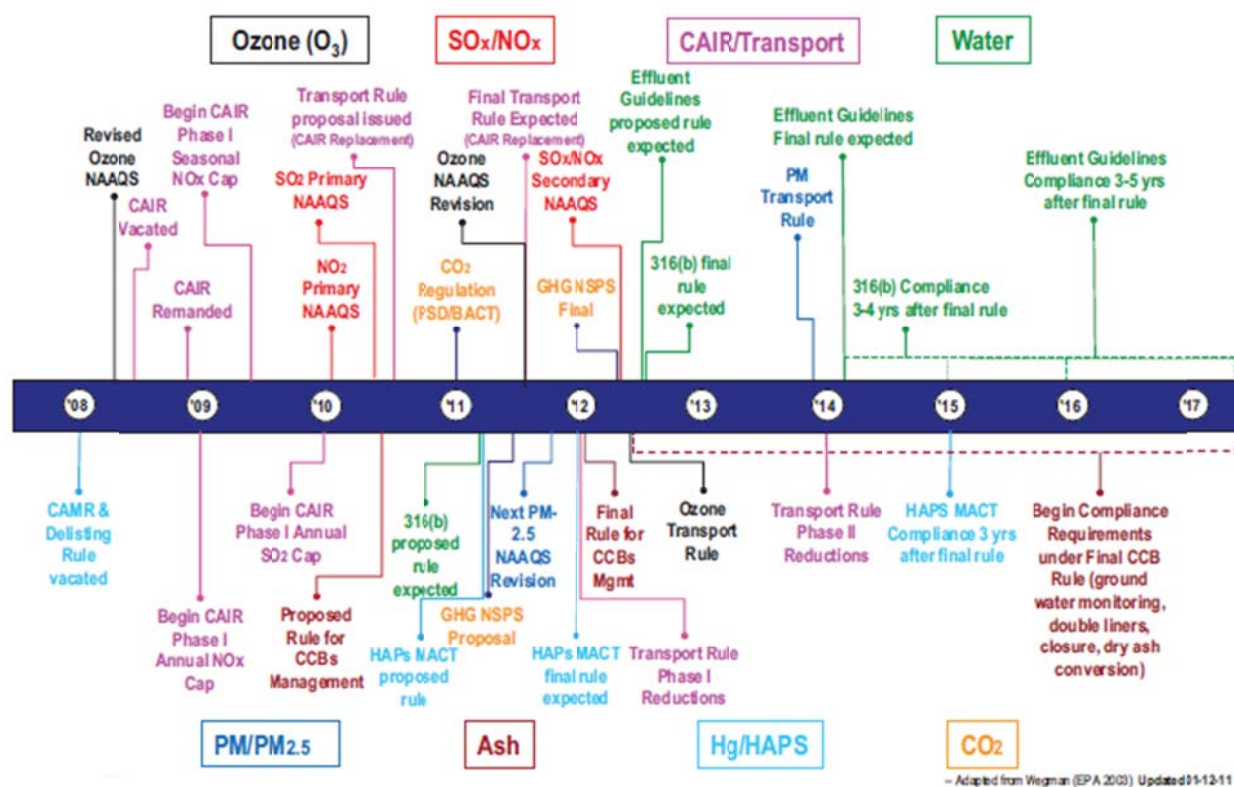 Ozone (O3)
SOx/NOx
CAIR/Transport
Water
Revised
Ozone
NAAQS
CAIR
Vacated
Begin CAIR
Phase I
Seasonal
NOx Cap
CAIR
Remanded
Transport Rule
proposal issued
(CAIR Replacement)
SO2 Primary
NAAQS
NO2
Primary
NAAQS
Ozone
NAAQS
Revision
CO2
Regulation
(PSD/BACT)
Final Transport
Rule Expected
(CAIR Replacement)
SOx/NOx
Secondary
NAAQS
GHG NSPS
Final
Effluent
Guidelines
proposed rule
expected
316(b) final
rule
expected
PM
Transport
Rule
Effluent Guidelines
Final rule expected
316(b) Compliance
3-4 yrs after final rule
Effluent Guidelines
Compliance 3-5 yrs
after final rule
'08
'09
'10
'11
'12
'13
'14
'15
'16
'17
CAMR &
Delisting
Rule
vacated
Begin CAIR
Phase I
Annual NOx
Cap
Begin CAIR
Phase I Annual
SO2 Cap
Proposed
Rule for
CCBs
Management
316(b)
proposed
rule
expected
HAPs MACT
proposed
rule
GHG NSPS
Proposal
Next PM-
2.5
NAAQS
Revision
HAPs MACT
final rule
expected
Final
Rule for
CCBs
Mgmt
Transport Rule
Phase I
Reductions
Ozone
Transport
Rule
Transport Rule
Phase II
Reductions
HAPS MACT
Compliance 3 yrs
after final rule
Begin Compliance
Requirements
under Final CCB
Rule (ground
water monitoring,
double liners,
closure, dry ash
conversion)
PM/PM2.5
Ash
Hg/HAPS
CO2
-- Adapted from Wegman (EPA 2003) Updated 01-12-11